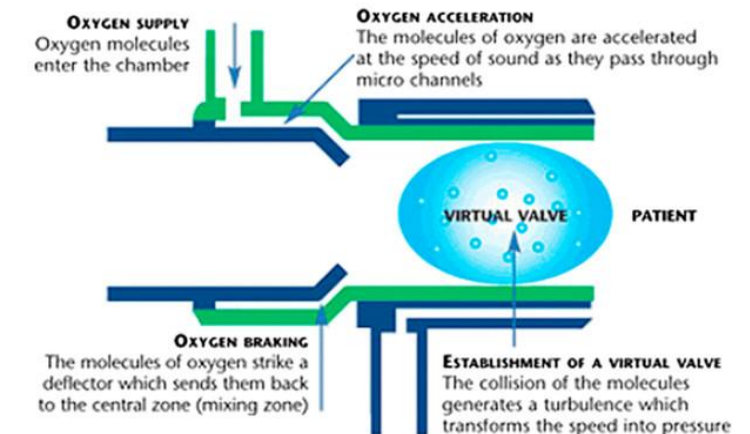 OXYGEN SUPPLY
Oxygen molecules
enter the chamber
OXYGEN ACCELERATION
The molecules of oxygen are accelerated
at the speed of sound as they pass through
micro channels
VIRTUAL VALVE
PATIENT
OXYGEN BRAKING
The molecules of oxygen strike a
deflector which sends them back
to the central zone (mixing zone)
ESTABLISHMENT OF A VIRTUAL VALVE
The collision of the molecules
generates a turbulence which
transforms the speed into pressure